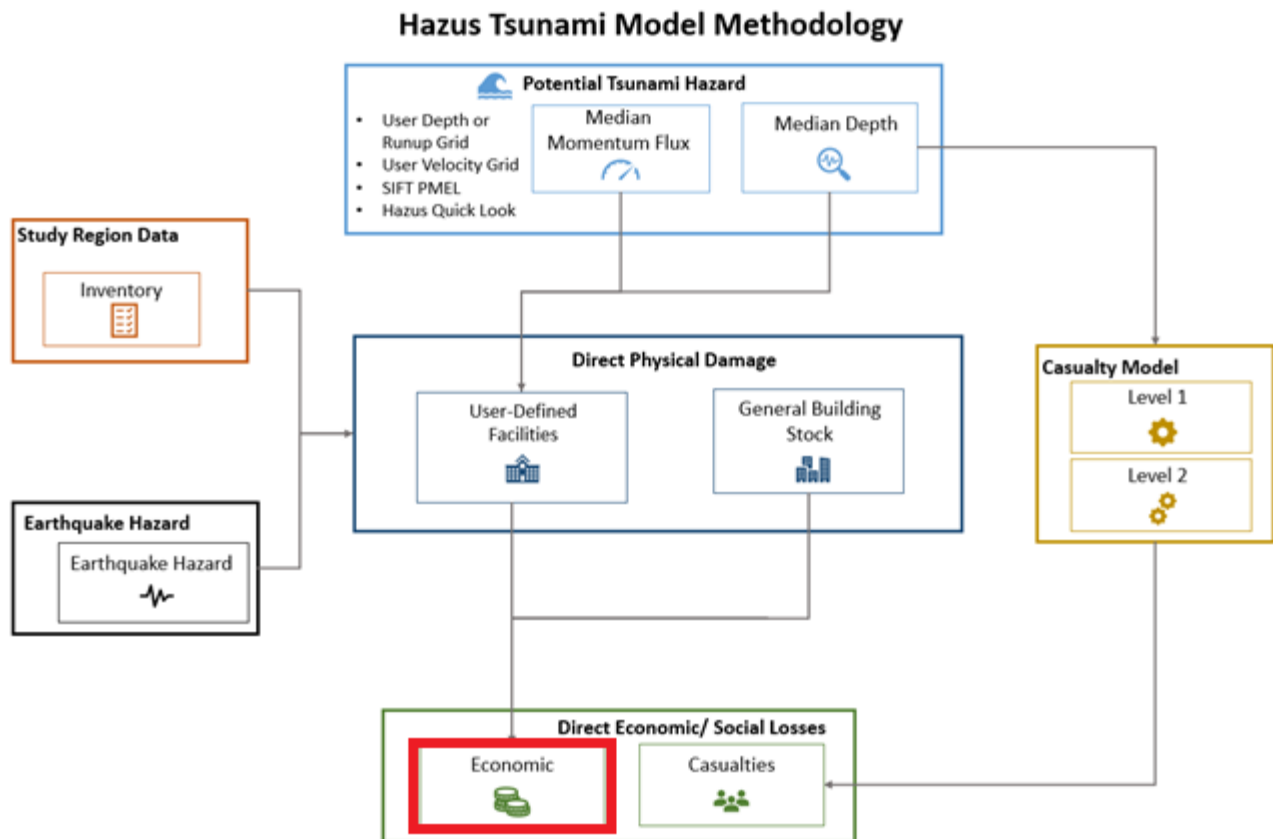 Hazus Tsunami Model Methodology
Potential Tsunami Hazard
• User Depth or
Runup Grid
• User Velocity Grid
• SIFT PMEL
• Hazus Quick Look
Median
Momentum Flux
Median Depth
Study Region Data
Inventory
Earthquake Hazard
Earthquake Hazard
Direct Physical Damage
User-Defined
Facilities
General Building
Stock
Casualty Model
Level 1
Level 2
Direct Economic/ Social Losses
Economic
Casualties